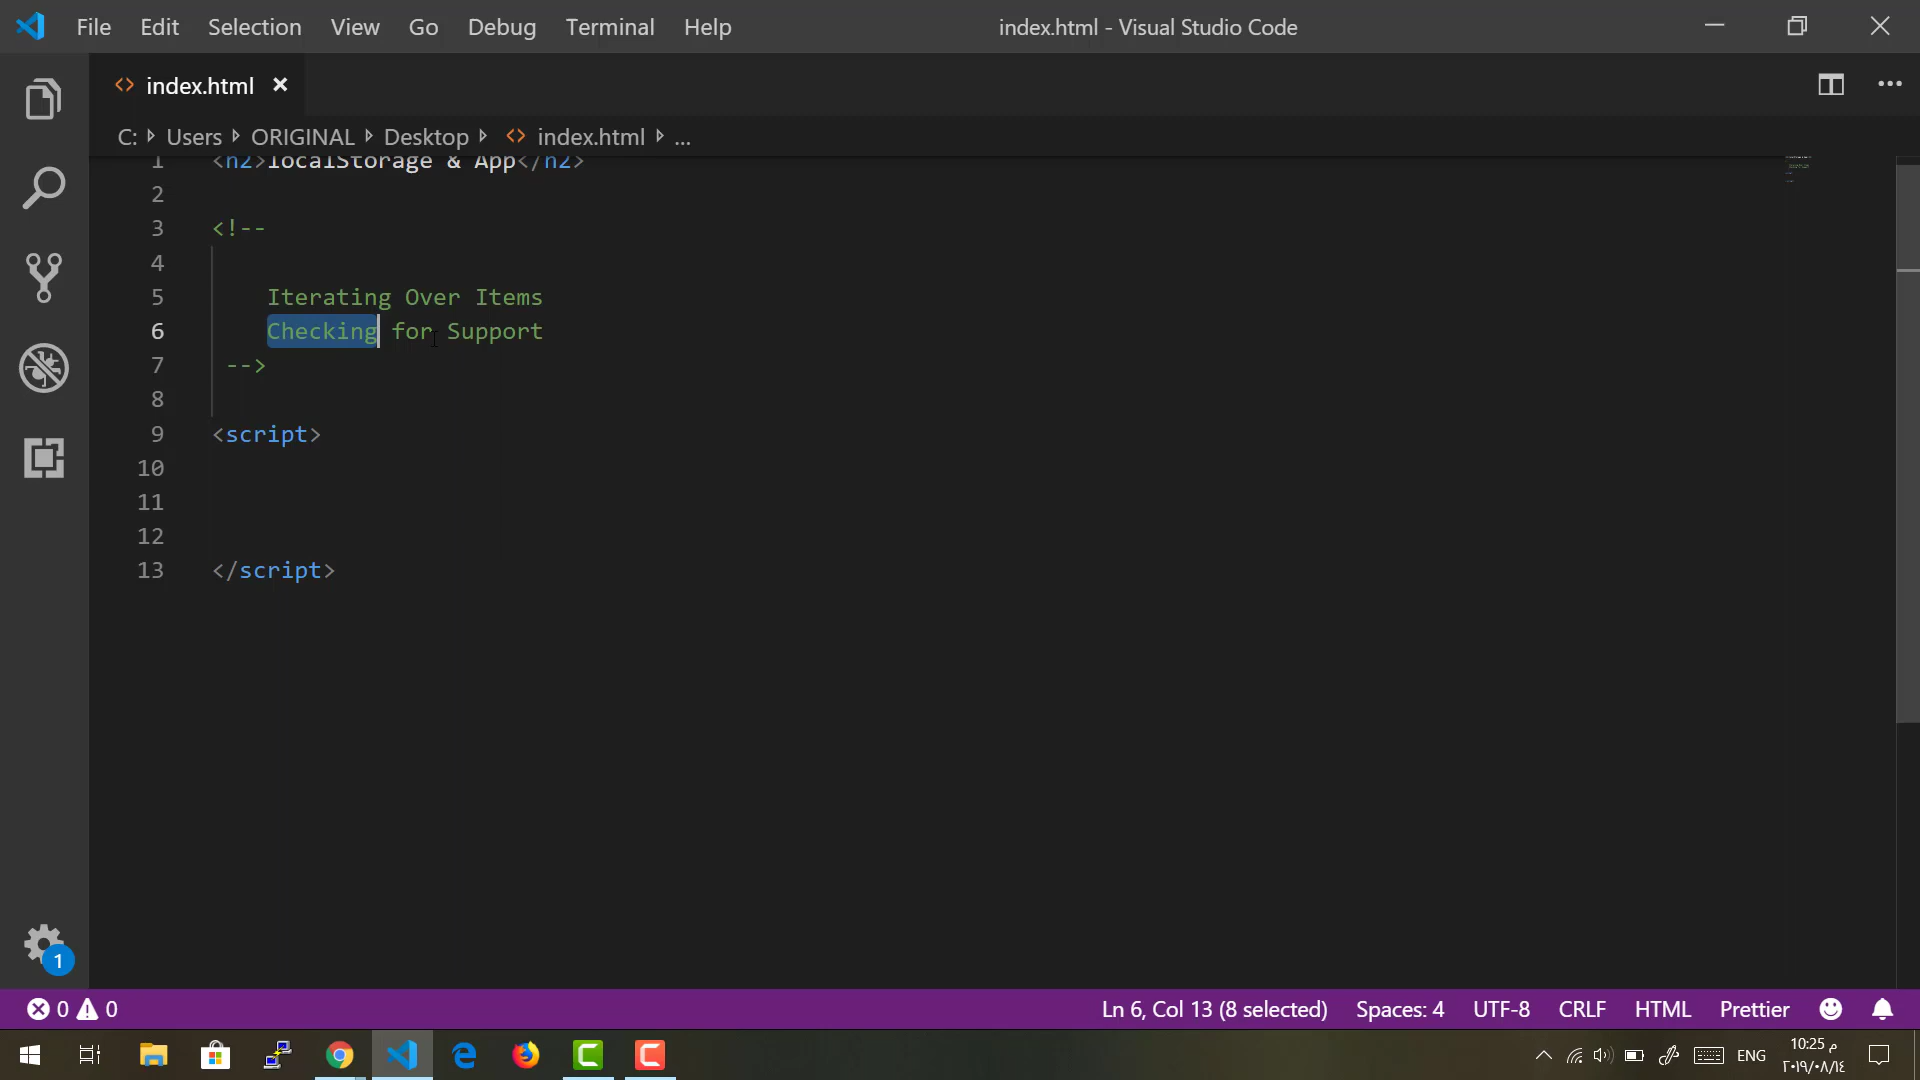 File Edit Selection View Go Debug Terminal Help
index.html - Visual Studio Code
index.html
C: Users ORIGINAL Desktop index.html ...
1 <h2>localStorage & App</h2>
2
3 <!--
4
5 Iterating Over Items
6 Checking for Support
7 -->
8
9 <script>
10
11
12
13 </script>
1
0 0
Ln 6, Col 13 (8 selected) Spaces: 4 UTF-8 CRLF HTML Prettier
ENG
10:25 م
٢٠١٩/٠٨/١٤